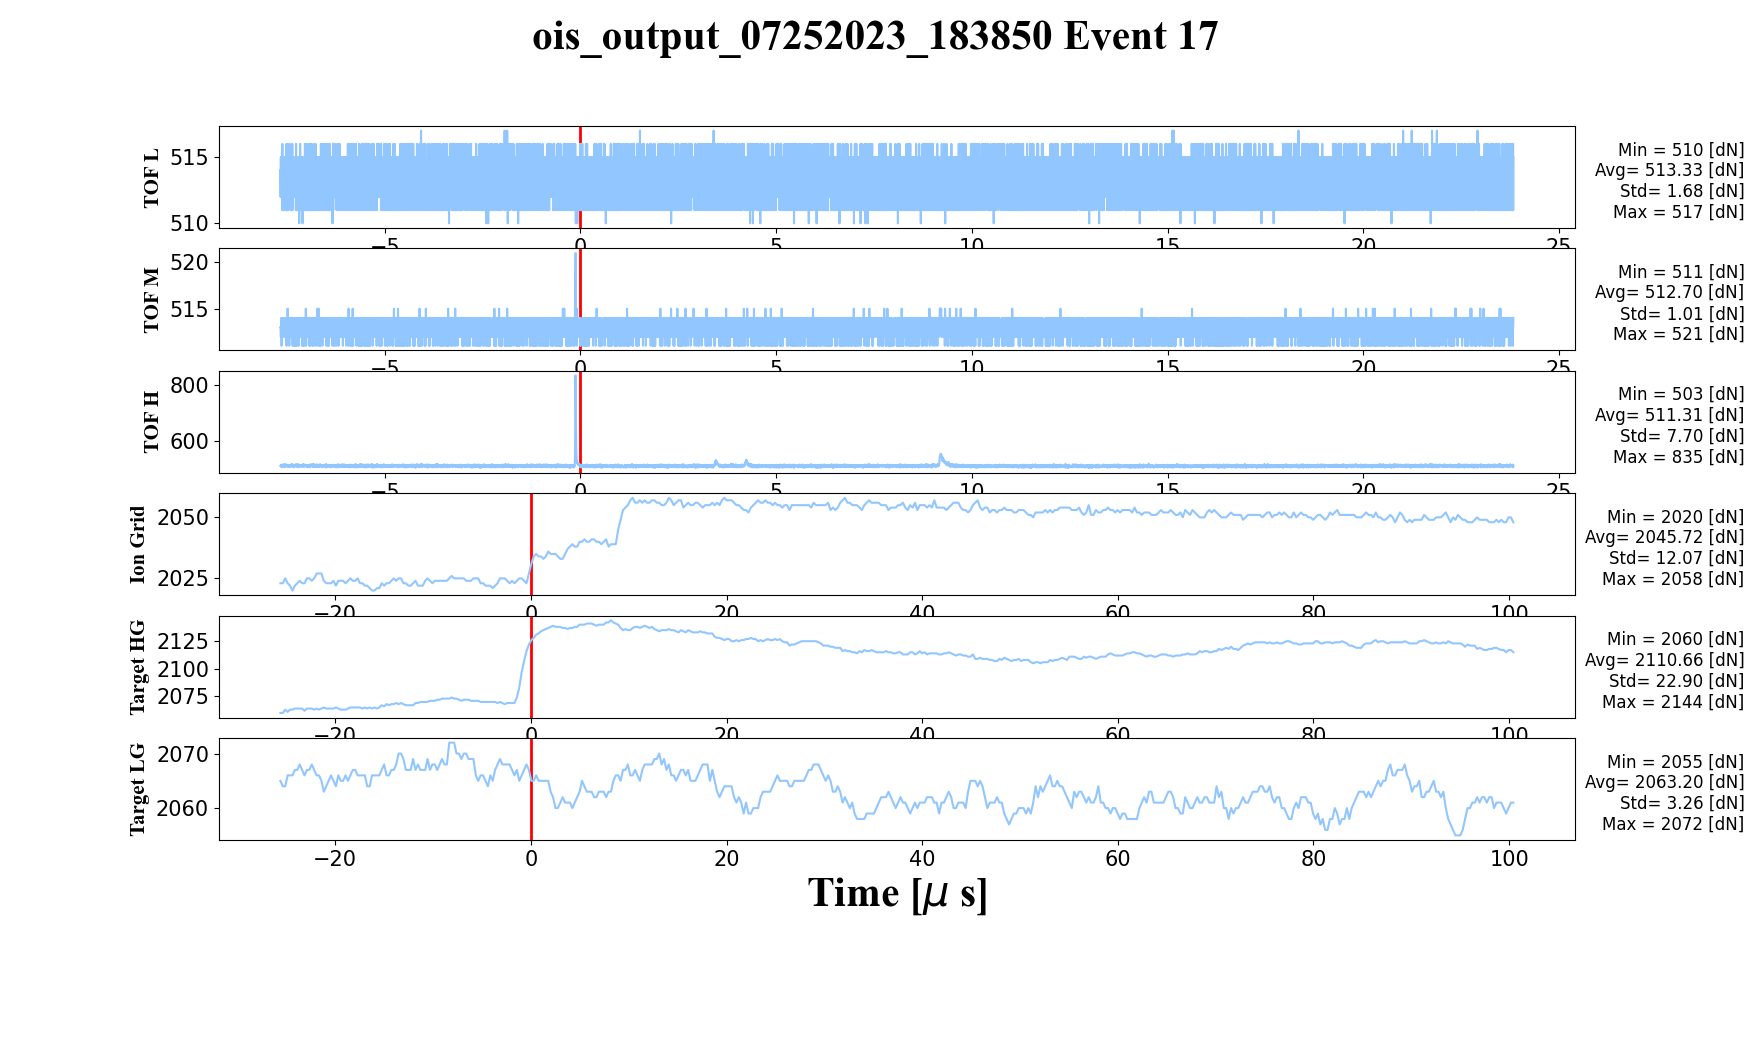 ois_output_07252023_183850 Event 17
TOF L
515
510
−5
0
5
10
15
20
25
Min = 510 [dN]
Avg= 513.33 [dN]
Std= 1.68 [dN]
Max = 517 [dN]
TOF M
520
515
−5
0
5
10
15
20
25
Min = 511 [dN]
Avg= 512.70 [dN]
Std= 1.01 [dN]
Max = 521 [dN]
TOF H
800
600
−5
0
5
10
15
20
25
Min = 503 [dN]
Avg= 511.31 [dN]
Std= 7.70 [dN]
Max = 835 [dN]
Ion Grid
2050
2025
−20
0
20
40
60
80
100
Min = 2020 [dN]
Avg= 2045.72 [dN]
Std= 12.07 [dN]
Max = 2058 [dN]
Target HG
2125
2100
2075
−20
0
20
40
60
80
100
Min = 2060 [dN]
Avg= 2110.66 [dN]
Std= 22.90 [dN]
Max = 2144 [dN]
Target LG
2070
2060
−20
0
20
40
60
80
100
Min = 2055 [dN]
Avg= 2063.20 [dN]
Std= 3.26 [dN]
Max = 2072 [dN]
Time [μ s]